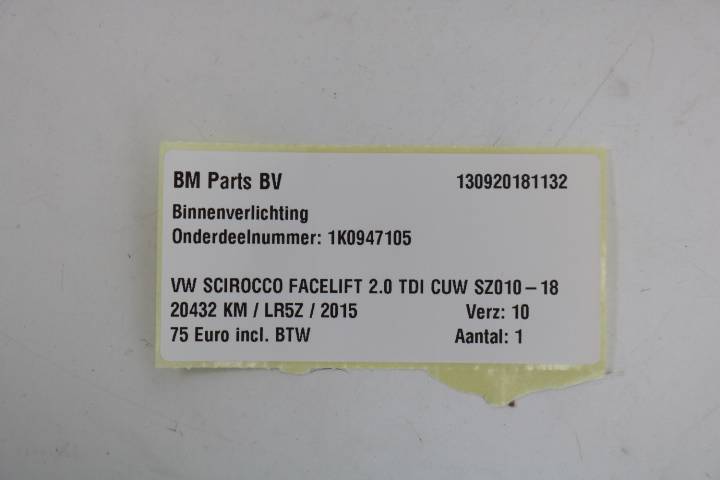 BM Parts BV 130920181132
Binnenverlichting
Onderdeelnummer: 1K0947105
VW SCIROCCO FACELIFT 2.0 TDI CUW SZ010-18
20432 KM / LR5Z / 2015 Verz: 10
75 Euro incl. BTW Aantal: 1